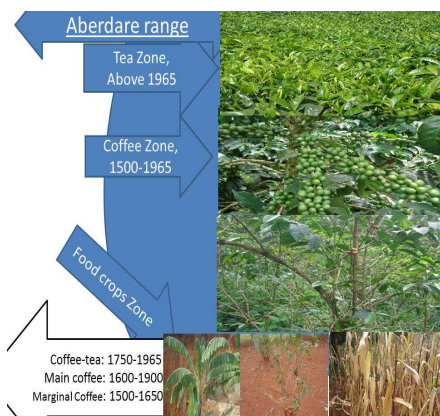 Aberdare range
Tea Zone,
Above 1965
Coffee Zone,
1500-1965
Food crops Zone
Coffee-tea: 1750-1965
Main coffee: 1600-1900
Marginal Coffee: 1500-1650